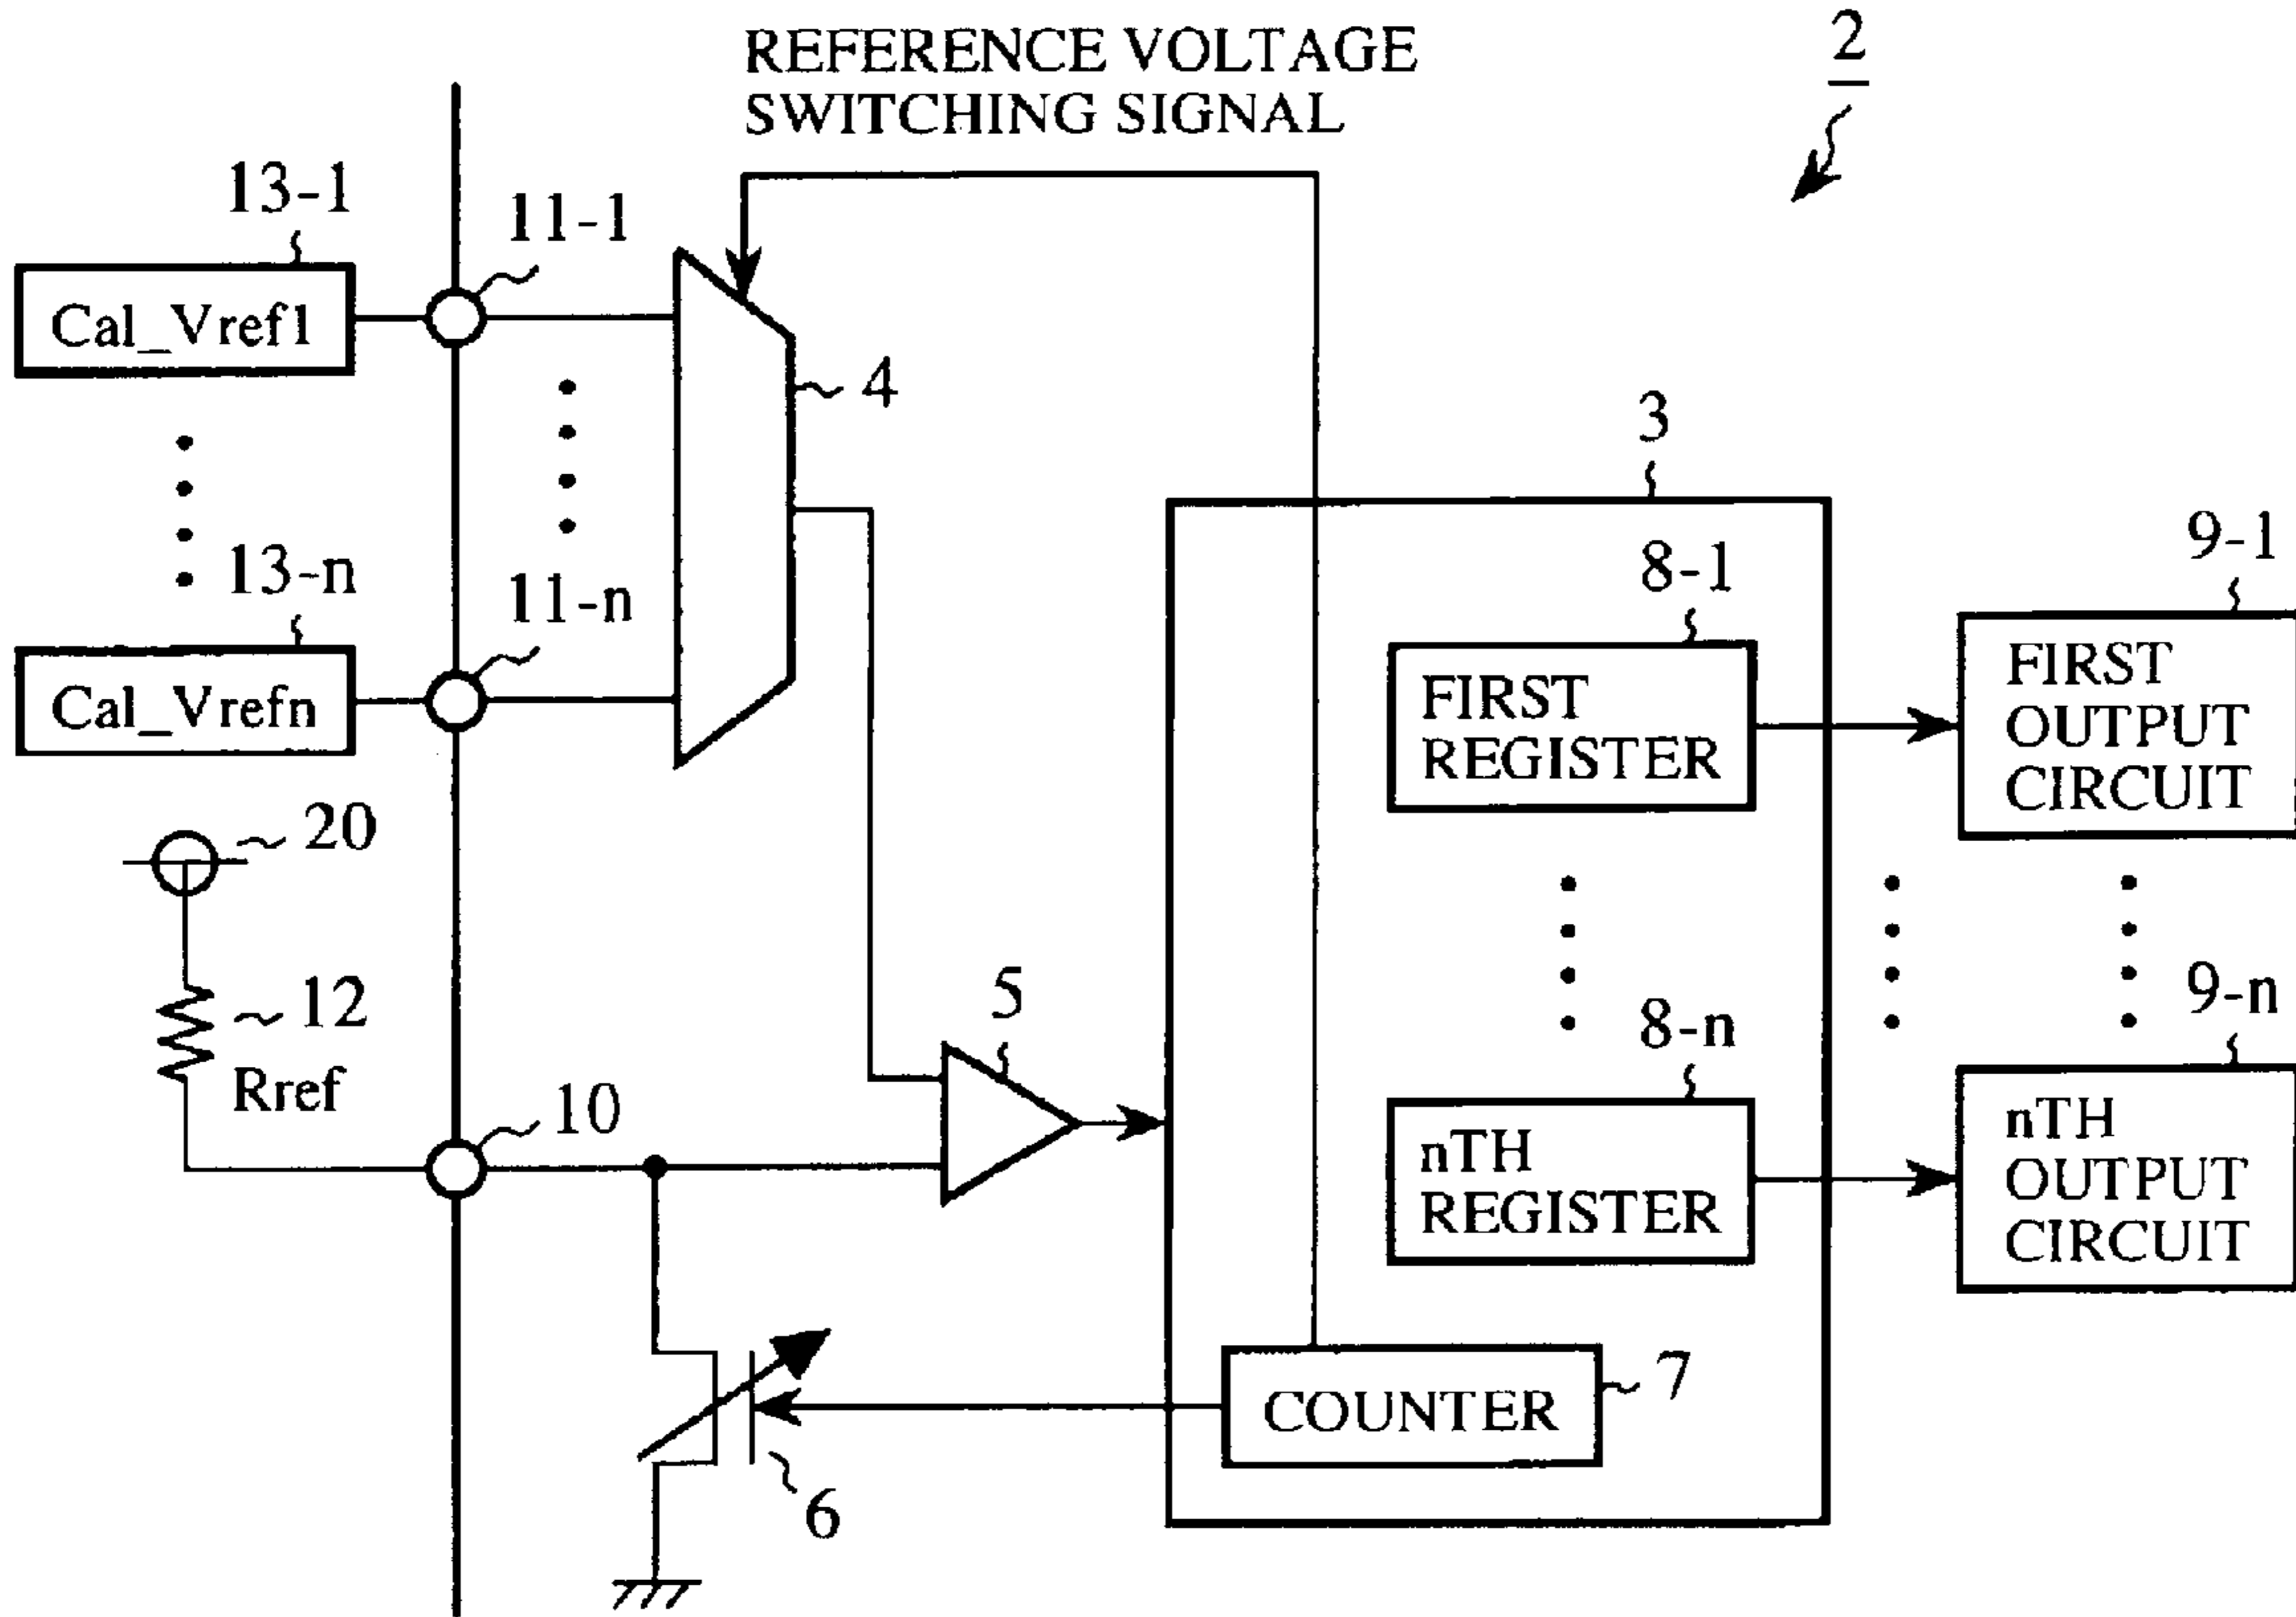 REFERENCE VOLTAGE
SWITCHING SIGNAL
2
13-1
11-1
Cal_Vref1
4
3
13-n
11-n
8-1
9-1
Cal_Vrefn
FIRST
REGISTER
FIRST
OUTPUT
CIRCUIT
20
12
Rref
5
8-n
9-n
10
nTH
REGISTER
nTH
OUTPUT
CIRCUIT
COUNTER
7
6